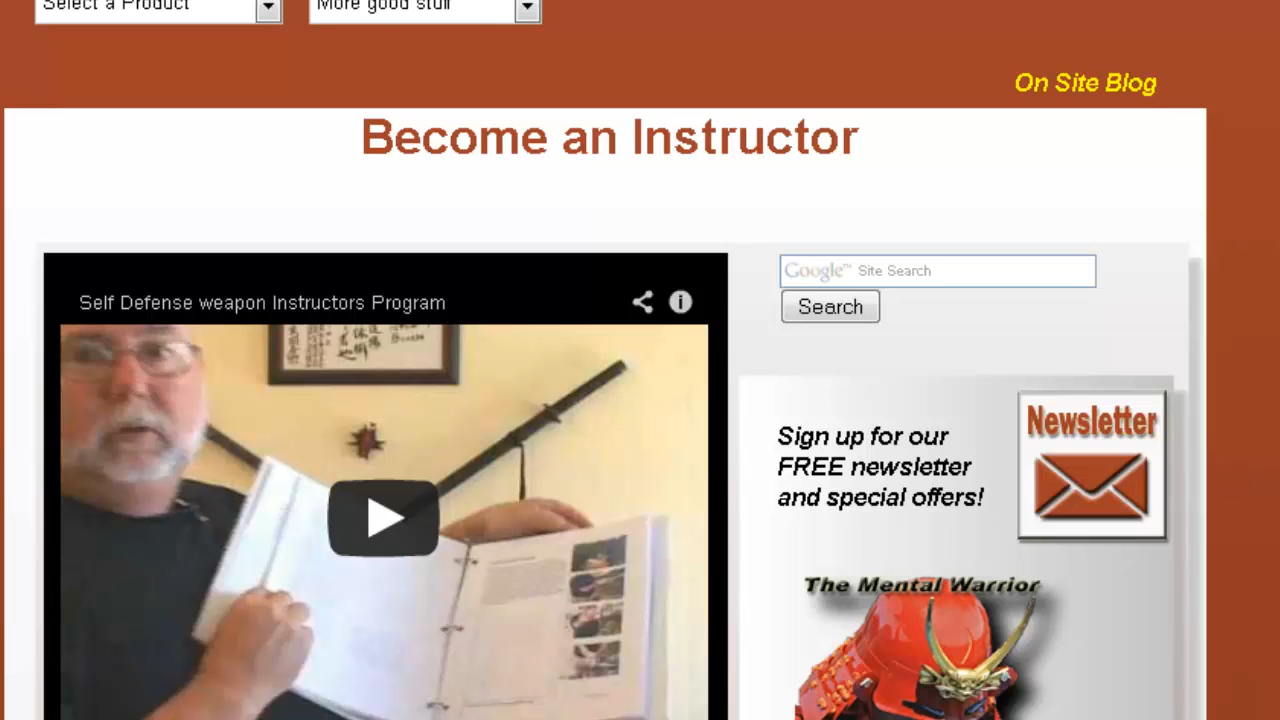 Select a Product
More good stuff
On Site Blog
Become an Instructor
Self Defense weapon Instructors Program
Google™ Site Search
Search
Sign up for our
FREE newsletter
and special offers!
Newsletter
The Mental Warrior